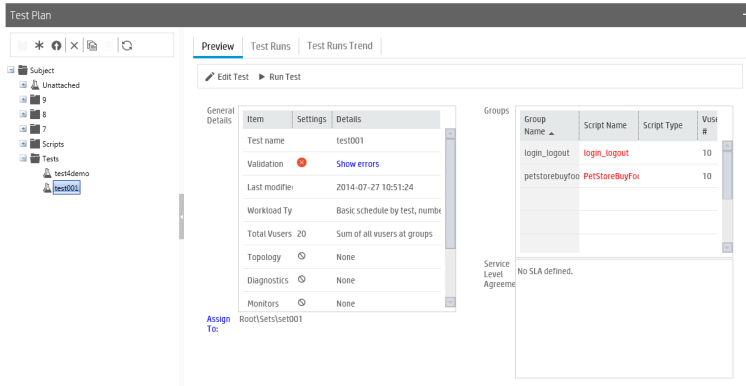 Test Plan
Subject
Unattached
9
8
7
Scripts
Tests
test4demo
test001
Preview
Test Runs
Test Runs Trend
Edit Test
Run Test
General
Details
Item Settings Details
Test name test001
Validation Show errors
Last modifie 2014-07-27 10:51:24
Workload Ty Basic schedule by test, numbe
Total Vusers 20 Sum of all vusers at groups
Topology None
Diagnostics None
Monitors None
Assign
To:
Root\Sets\set001
Groups
Group
Name
Script Name
Script Type
Vuse
#
login_logout login_logout 10
petstorebuyfoo PetStoreBuyFoo 10
Service
Level
Agreeme
No SLA defined.